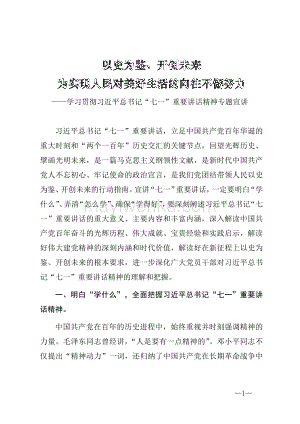 以史为鉴、开创未来
为实现人民对美好生活的向往不懈努力
——学习贯彻习近平总书记“七一”重要讲话精神专题宣讲
习近平总书记“七一”重要讲话，立足中国共产党百年华诞的
重大时刻和“两个一百年”历史交汇的关键节点，回望光辉历史、
擘画光明未来，是一篇马克思主义纲领性文献，是新时代中国共产
党人不忘初心、牢记使命的政治宣言，是我们党团结带领人民以史
为鉴、开创未来的行动指南。宣讲“七一”重要讲话，一定要明白“学
什么”、弄清“怎么学”、确保“学得好”，要深刻阐述习近平总书记“七
一”重要讲话的重大意义、主要内容和丰富内涵，深入解读中国共
产党百年奋斗的光辉历程、伟大成就、宝贵经验和实践启示，解读
好伟大建党精神的深刻内涵和时代价值，解读好在新征程上以史为
鉴、开创未来的根本要求，进一步深化广大党员干部对习近平总书
记“七一”重要讲话精神的理解和把握。
一、明白“学什么”，全面把握习近平总书记“七一”重要讲
话精神。
中国共产党在百年的历史进程中，始终重视并时刻强调精神的
力量。毛泽东同志曾经讲，“人是要有一点精神的”。邓小平同志不
仅提出“精神动力”一词，还归纳了中国共产党在长期革命战争中
—1—